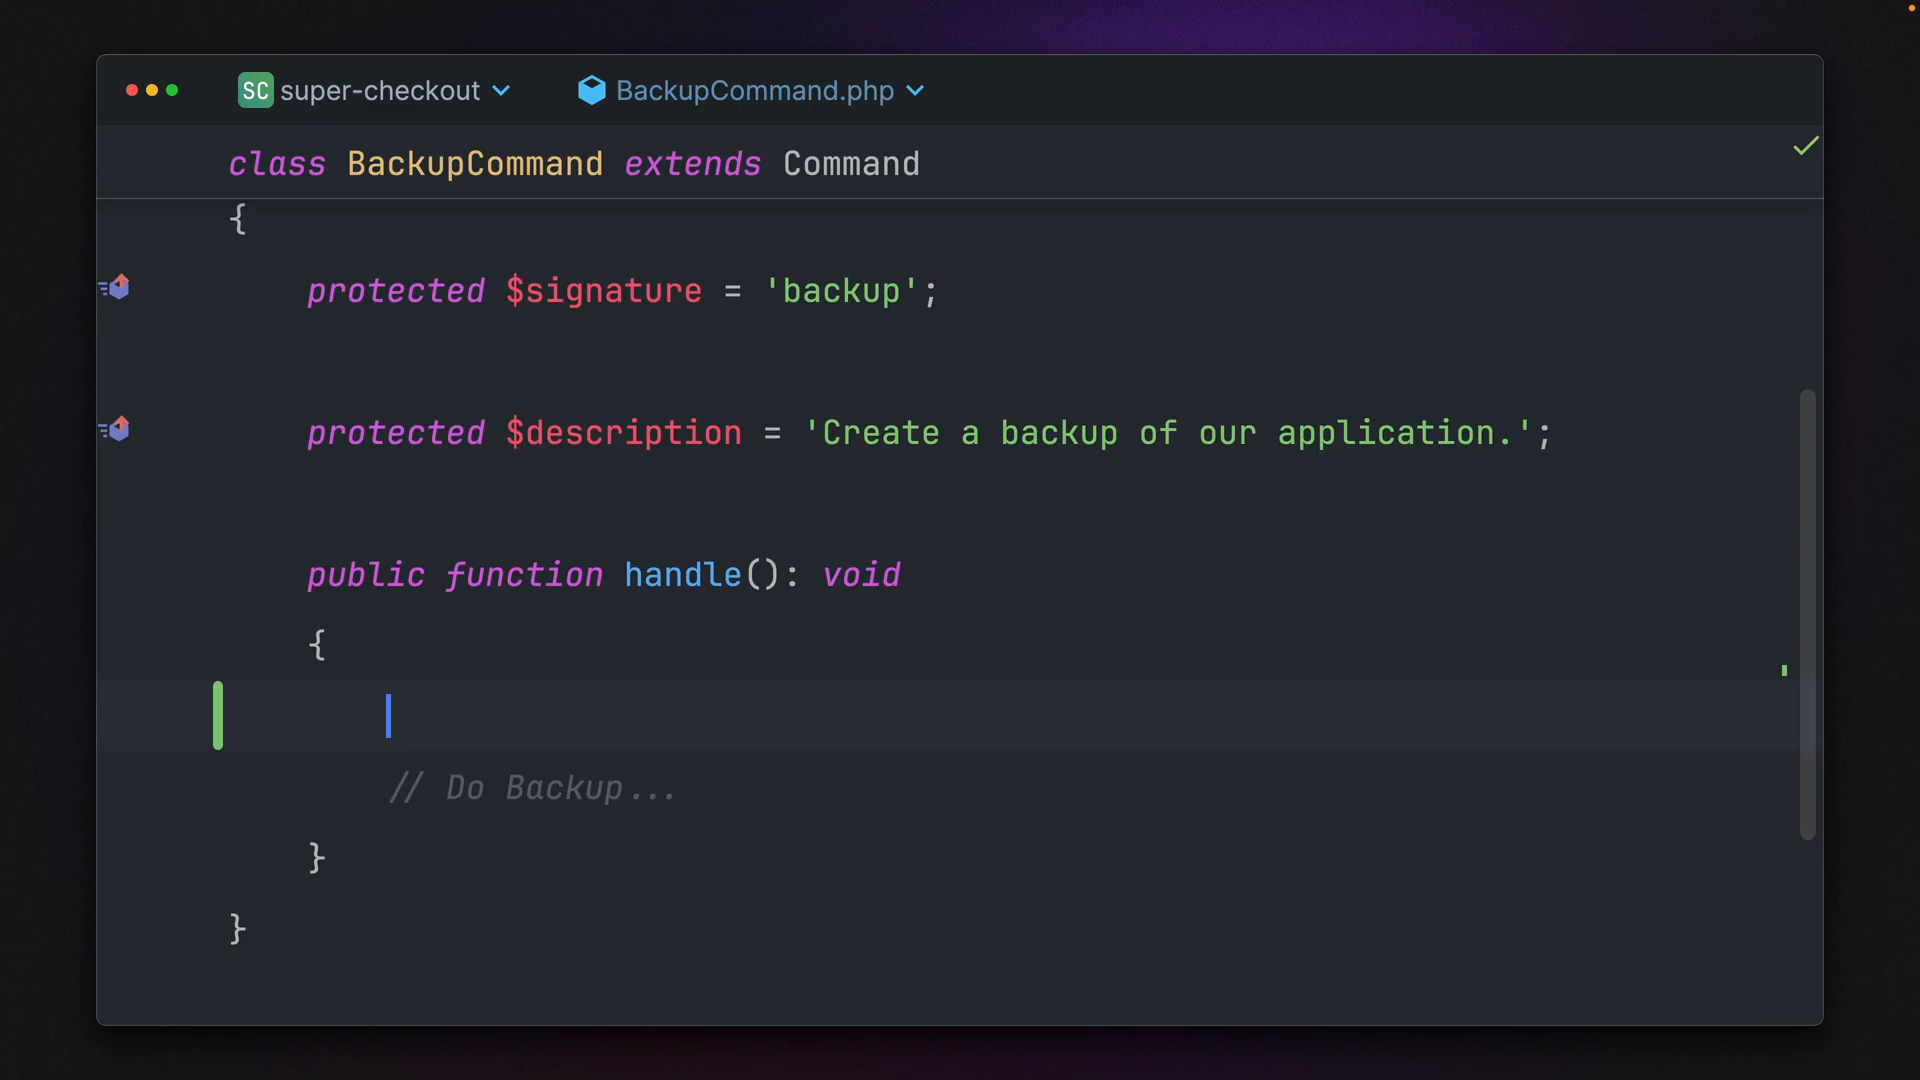 SC super-checkout BackupCommand.php
class BackupCommand extends Command
{
protected $signature = 'backup';
protected $description = 'Create a backup of our application.';
public function handle(): void
{
// Do Backup...
}
}